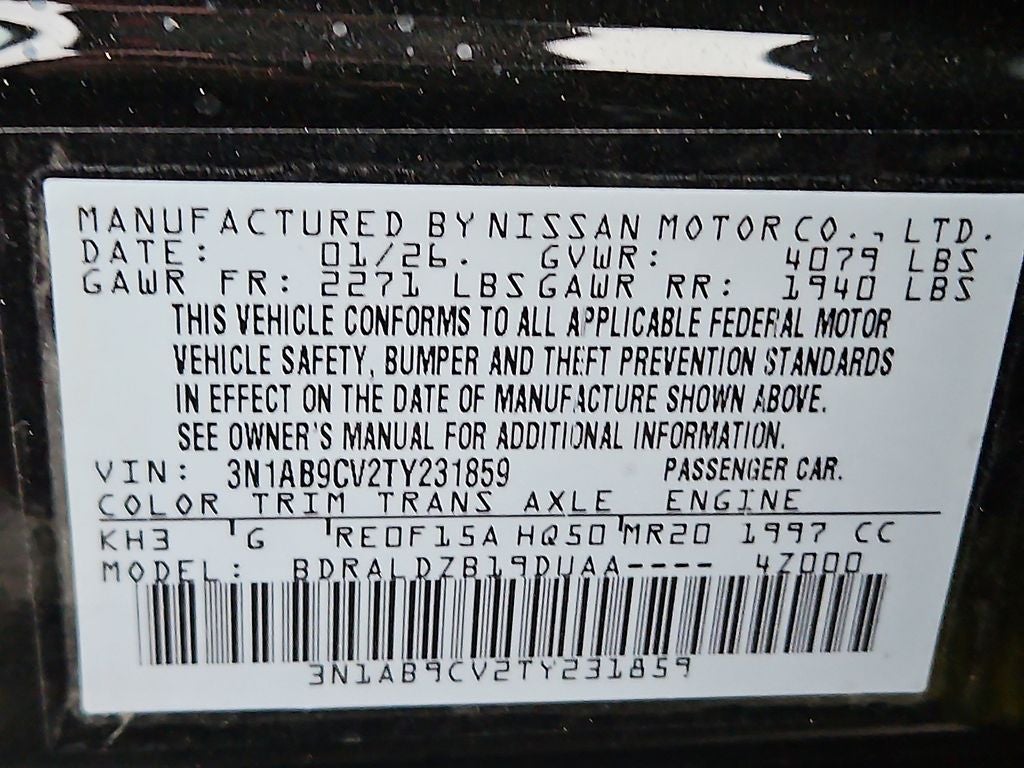 MANUFACTURED BY NISSAN MOTOR CO., LTD.
DATE: 01/26. GVWR: 4079 LBS
GAWR FR: 2271 LBS GAWR RR: 1940 LBS
THIS VEHICLE CONFORMS TO ALL APPLICABLE FEDERAL MOTOR
VEHICLE SAFETY, BUMPER AND THEFT PREVENTION STANDARDS
IN EFFECT ON THE DATE OF MANUFACTURE SHOWN ABOVE.
SEE OWNER'S MANUAL FOR ADDITIONAL INFORMATION.
VIN: 3N1AB9CV2TY231859 PASSENGER CAR.
COLOR TRIM TRANS AXLE ENGINE
KH3 G RE0F15A HQ50 MR20 1997 CC
MODEL: BDRALDZB19DUAA---- 4Z000
3N1AB9CV2TY231859